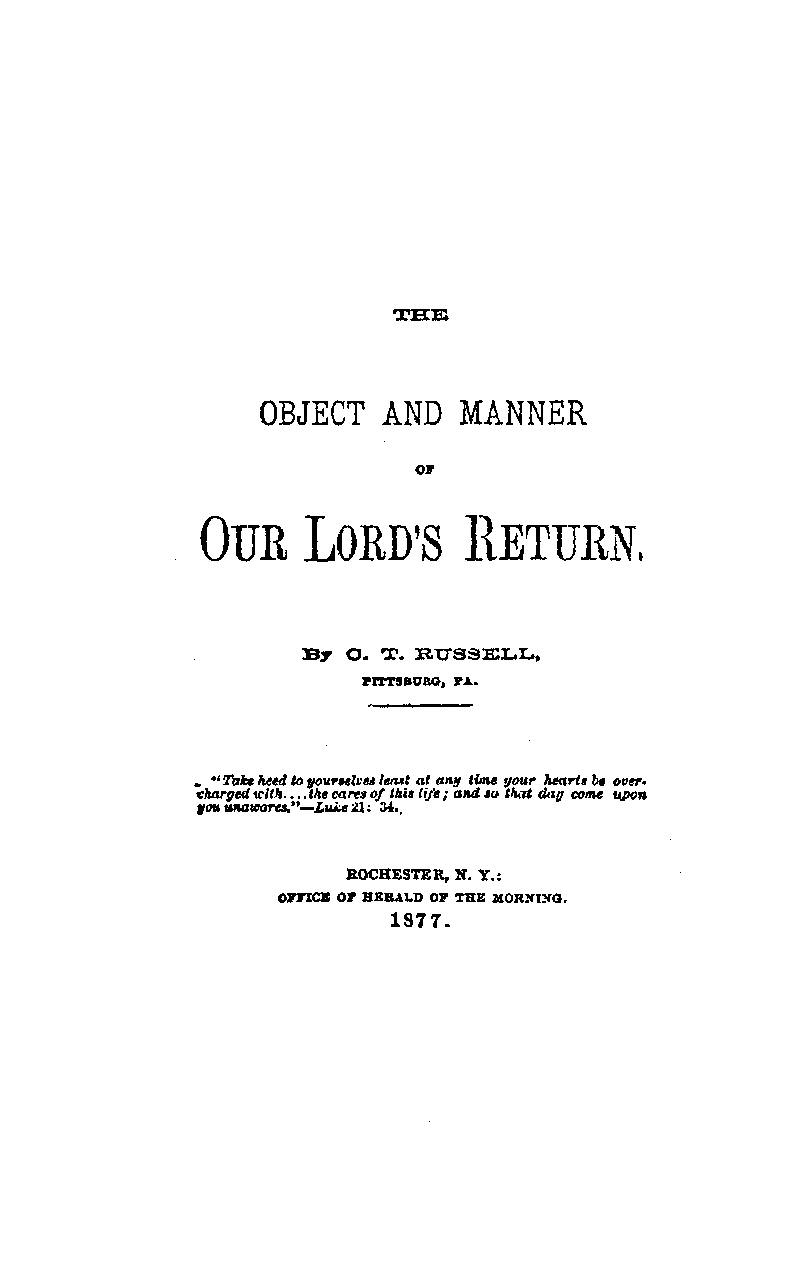 THE
OBJECT AND MANNER
OF
OUR LORD'S RETURN.
By C. T. RUSSELL,
PITTSBURG, PA.
"Take heed to yourselves least at any time your hearts be over-
charged with....the cares of this life; and so that day come upon
you unawares."—Luke 21: 34.
ROCHESTER, N. Y.:
OFFICE OF HERALD OF THE MORNING.
1877.